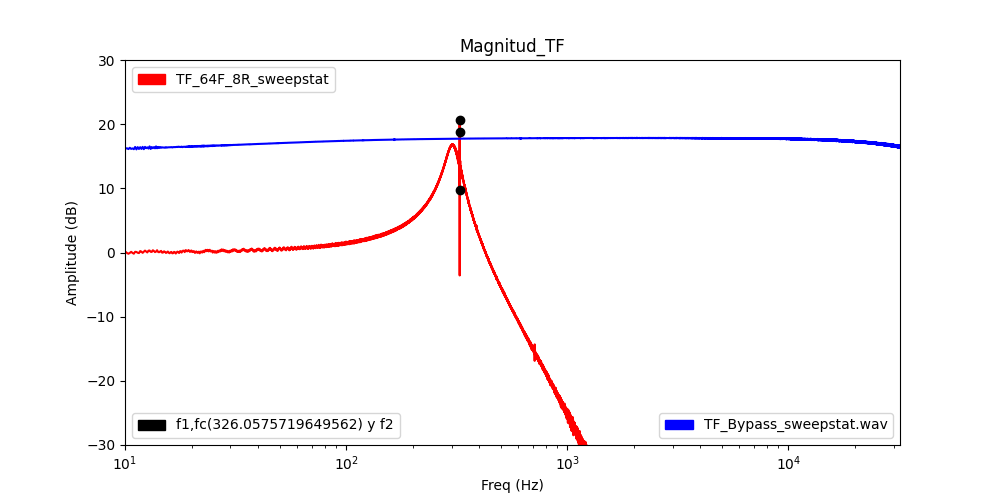 Magnitud_TF
30
20
10
0
−10
−20
−30
Amplitude (dB)
TF_64F_8R_sweepstat
f1,fc(326.0575719649562) y f2
TF_Bypass_sweepstat.wav
10¹
10²
10³
10⁴
Freq (Hz)